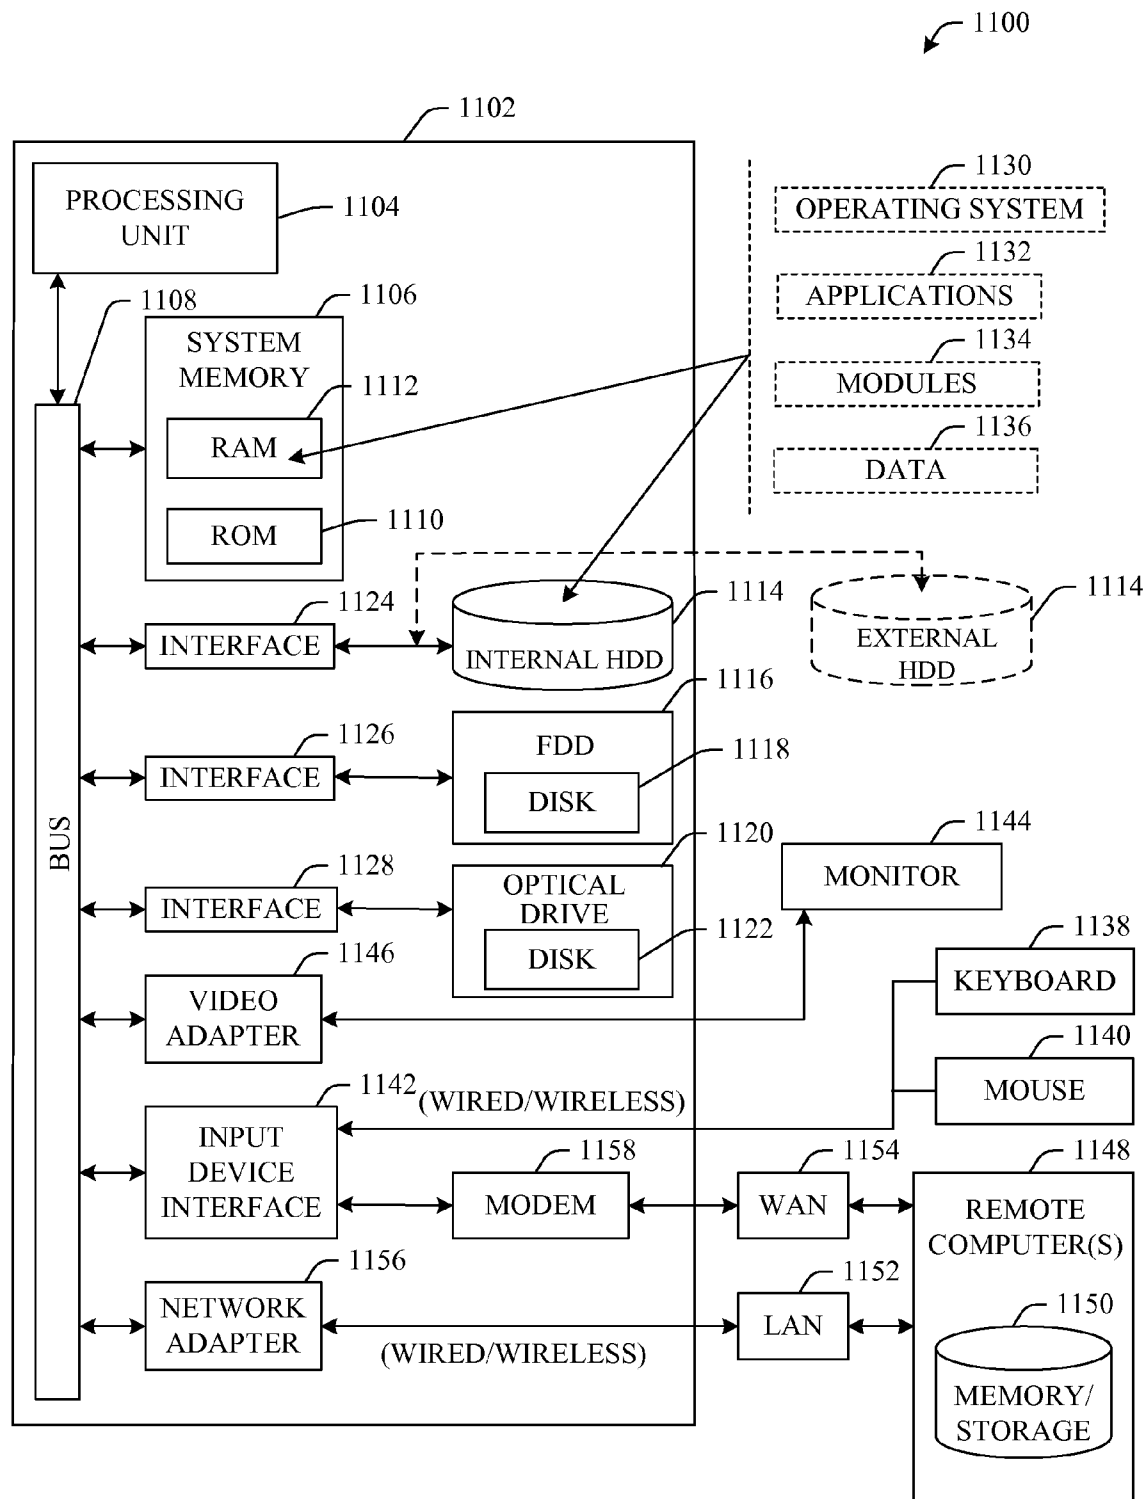 1100
1102
PROCESSING
UNIT
1104
1130
OPERATING SYSTEM
1132
APPLICATIONS
1134
MODULES
1136
DATA
1108
1106
SYSTEM
MEMORY
1112
RAM
ROM
1110
1124
INTERFACE
INTERNAL HDD
1114
EXTERNAL
HDD
1114
1126
INTERFACE
1116
FDD
1118
DISK
BUS
1128
INTERFACE
1120
OPTICAL
DRIVE
1122
DISK
1144
MONITOR
1146
VIDEO
ADAPTER
1138
KEYBOARD
1140
MOUSE
1142
(WIRED/WIRELESS)
INPUT
DEVICE
INTERFACE
1158
MODEM
1154
WAN
1148
REMOTE
COMPUTER(S)
1156
NETWORK
ADAPTER
(WIRED/WIRELESS)
1152
LAN
1150
MEMORY/
STORAGE